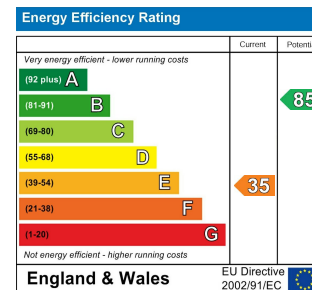 Energy Efficiency Rating
Current Potenti
Very energy efficient - lower running costs
(92 plus) A
(81-91) B
85
(69-80) C
(55-68) D
(39-54) E
35
(21-38) F
(1-20) G
Not energy efficient - higher running costs
England & Wales
EU Directive
2002/91/EC